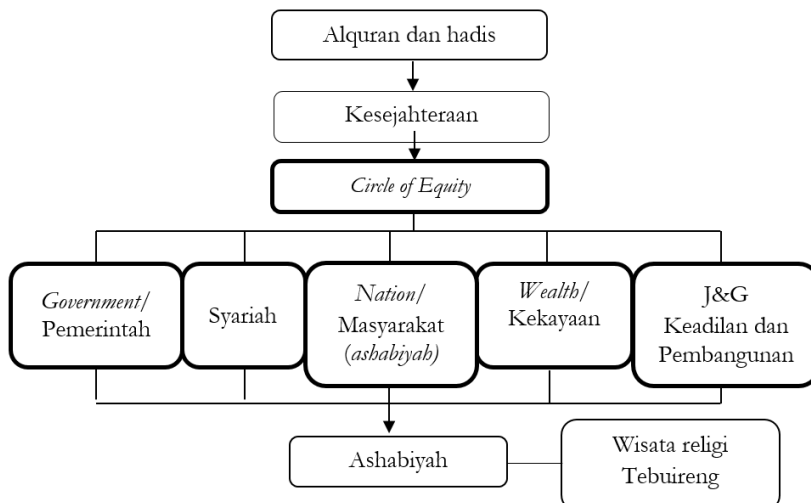 Alquran dan hadis
Kesejahteraan
Circle of Equity
Government/
Pemerintah
Syariah
Nation/
Masyarakat
(ashabiyah)
Wealth/
Kekayaan
J&G
Keadilan dan
Pembangunan
Ashabiyah
Wisata religi
Tebuireng